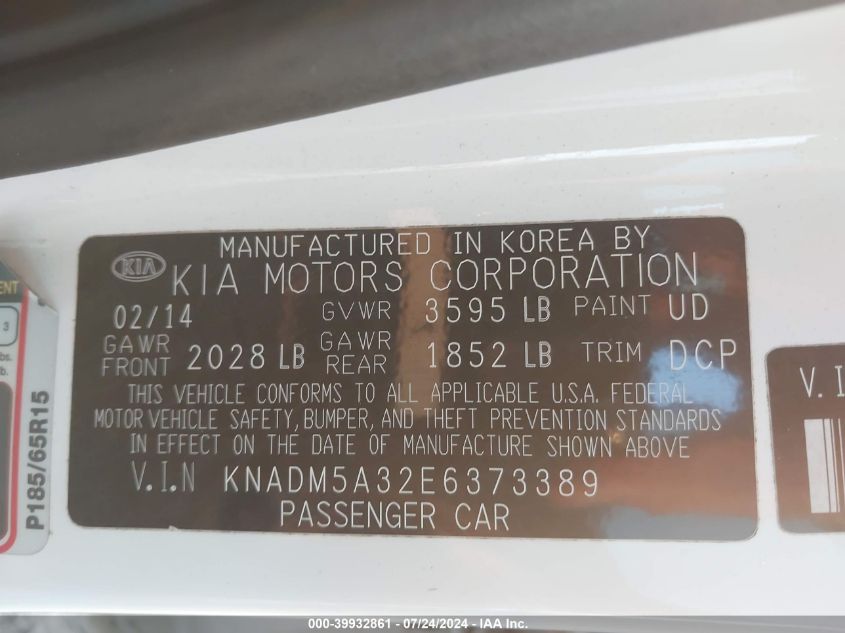 MANUFACTURED IN KOREA BY
KIA KIA MOTORS CORPORATION
02/14 GVWR 3595 LB PAINT UD
GAWR FRONT 2028 LB GAWR REAR 1852 LB TRIM DCP
THIS VEHICLE CONFORMS TO ALL APPLICABLE U.S.A. FEDERAL
MOTOR VEHICLE SAFETY, BUMPER, AND THEFT PREVENTION STANDARDS
IN EFFECT ON THE DATE OF MANUFACTURE SHOWN ABOVE.
V.I.N KNADM5A32E6373389
PASSENGER CAR
ENT
3
bs.
b.
P185/65R15
V. I
000-39932861 / 07/24/2024 - IAA Inc.